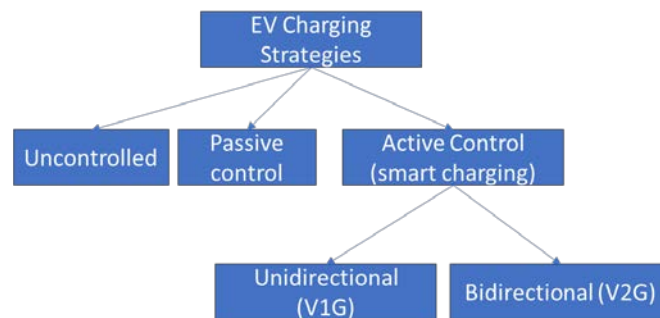 EV Charging
Strategies
Uncontrolled
Passive
control
Active Control
(smart charging)
Unidirectional
(V1G)
Bidirectional (V2G)